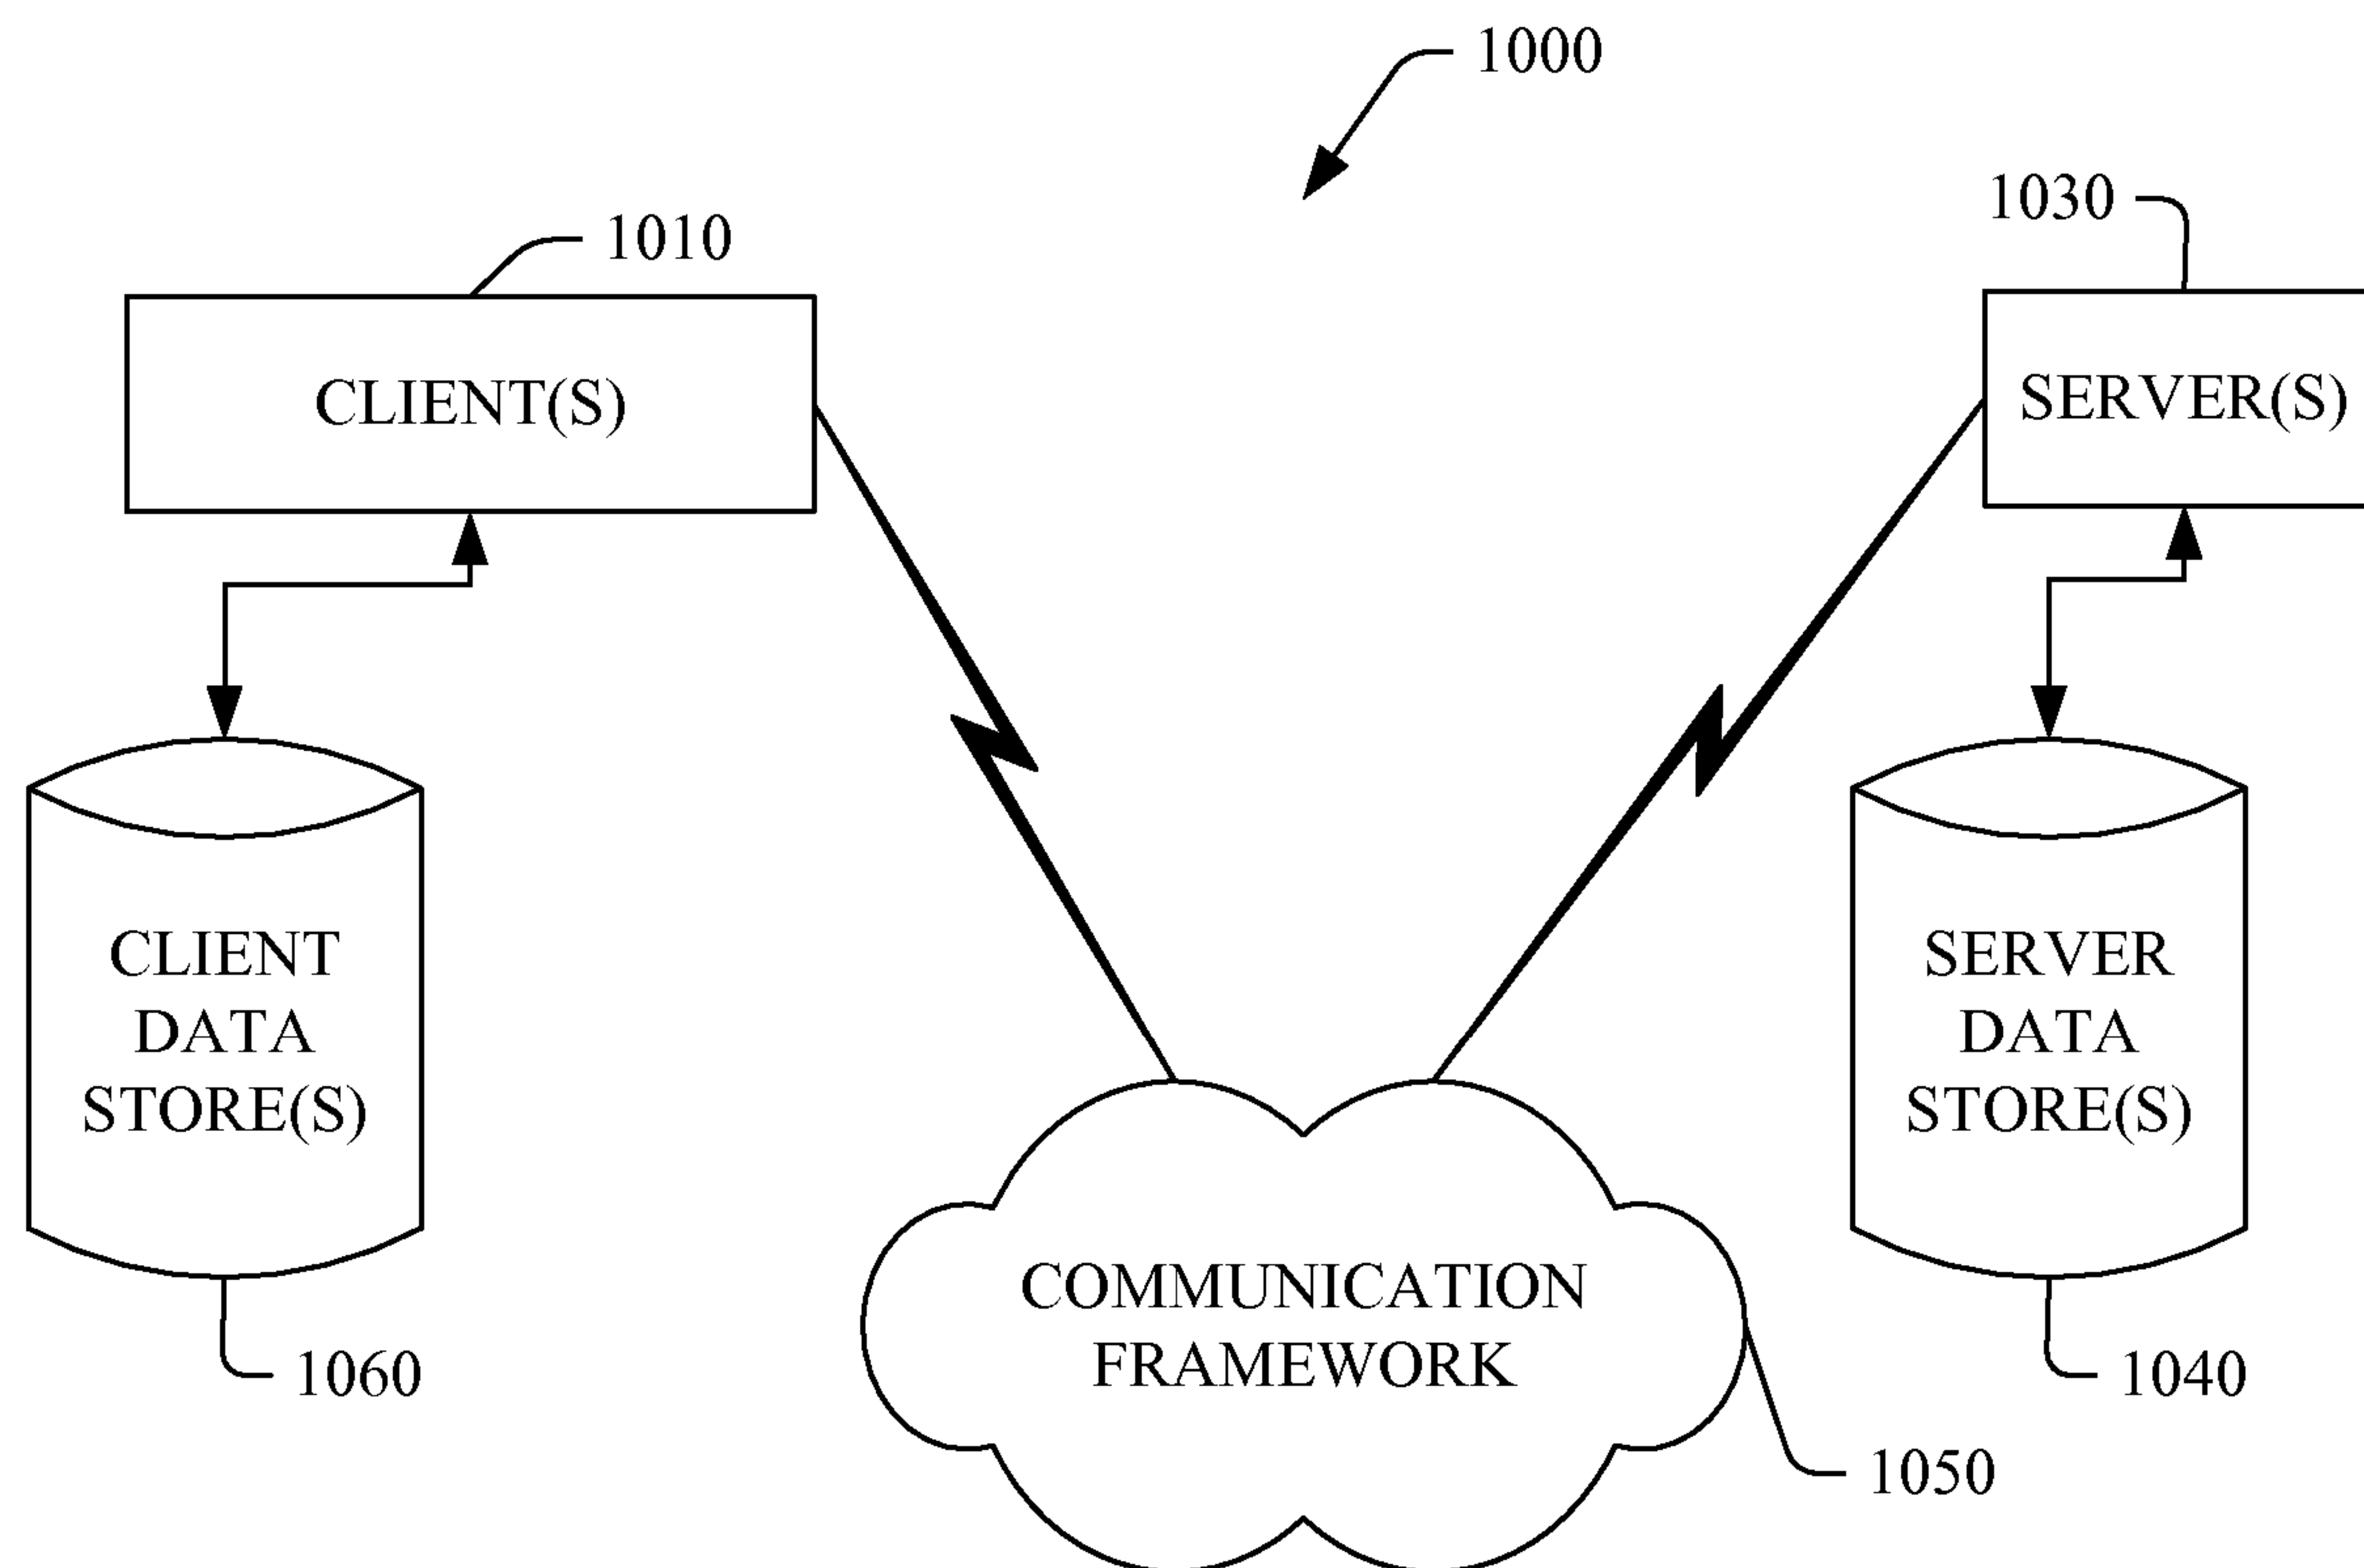 1000
1030
1010
CLIENT(S)
SERVER(S)
CLIENT
DATA
STORE(S)
SERVER
DATA
STORE(S)
COMMUNICATION
FRAMEWORK
1060
1040
1050